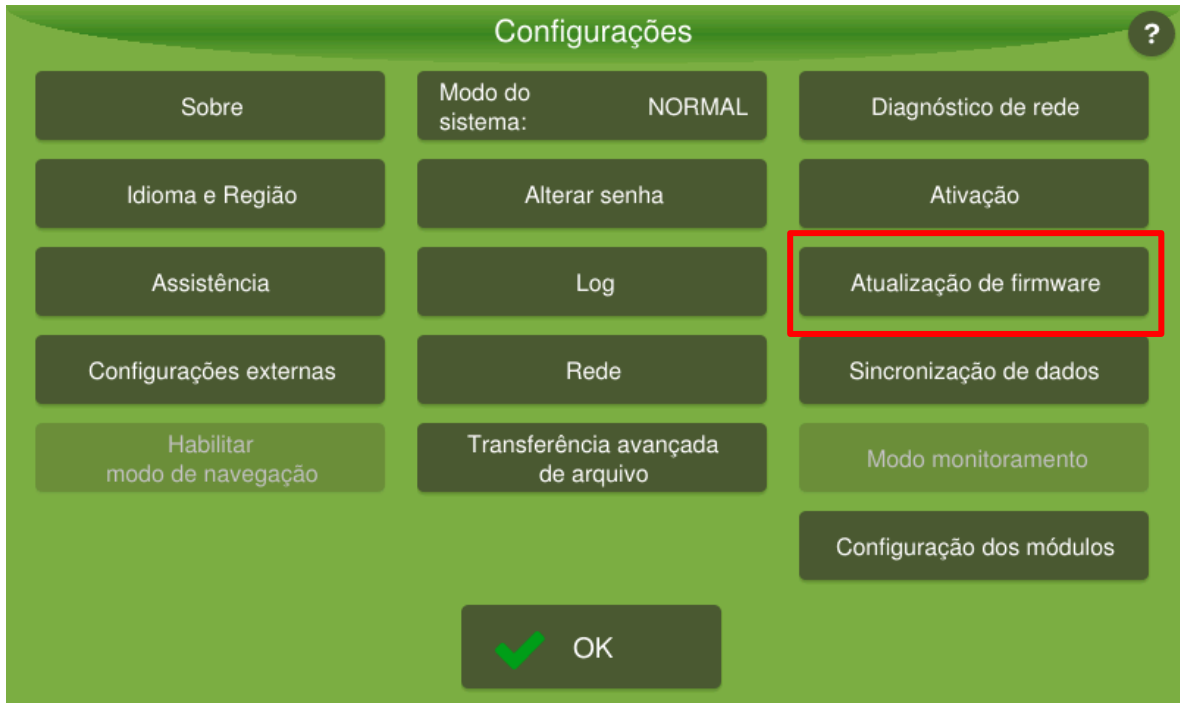 Configurações
?
Sobre
Modo do
sistema:
NORMAL
Diagnóstico de rede
Idioma e Região
Alterar senha
Ativação
Assistência
Log
Atualização de firmware
Configurações externas
Rede
Sincronização de dados
Habilitar
modo de navegação
Transferência avançada
de arquivo
Modo monitoramento
Configuração dos módulos
OK